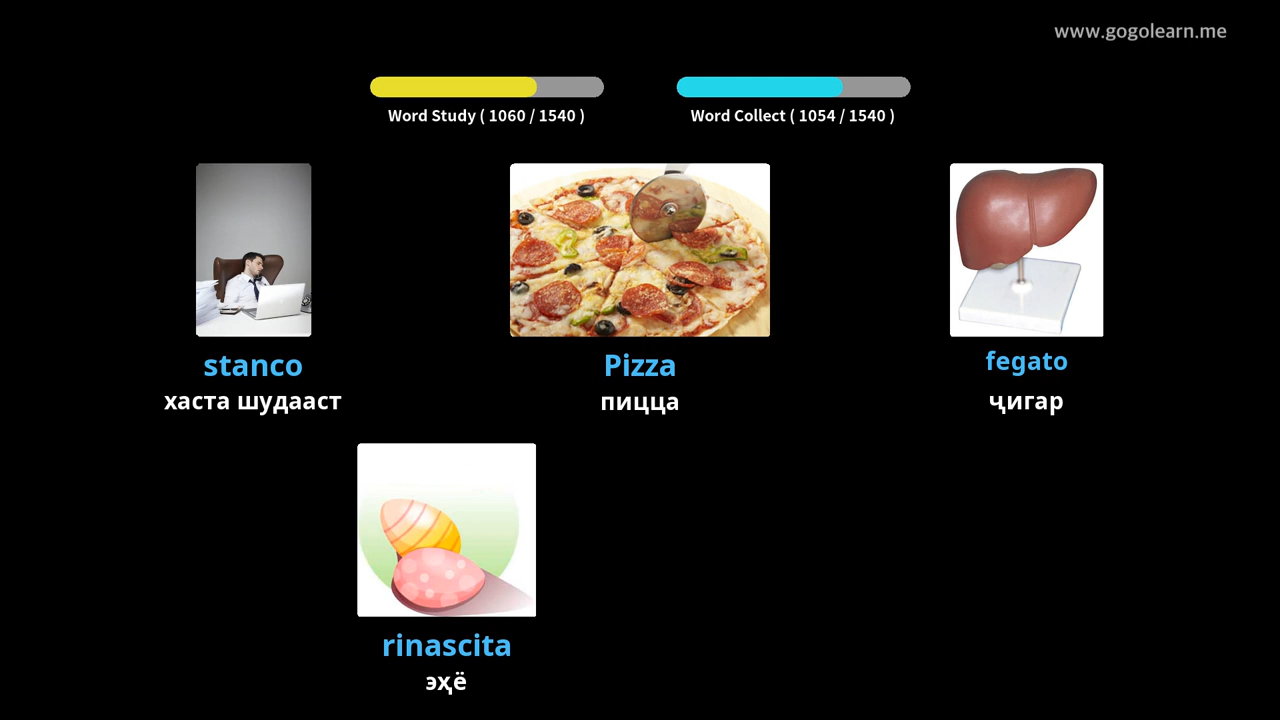 www.gogolearn.me
Word Study ( 1060 / 1540 )
Word Collect ( 1054 / 1540 )
stanco
хаста шудааст
Pizza
пицца
fegato
ҷигар
rinascita
эҳё